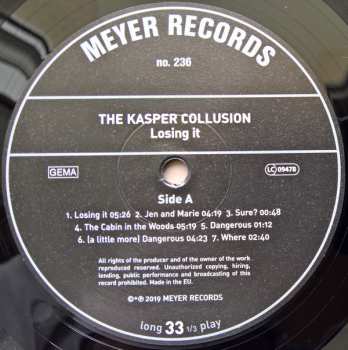 MEYER RECORDS
no. 236
THE KASPER COLLUSION
Losing it
GEMA
LC 09478
Side A
1. Losing it 05:26 2. Jen and Marie 04:19 3. Sure? 00:48
4. The Cabin in the Woods 05:19 5. Dangerous 01:12
6. (a little more) Dangerous 04:23 7. Where 02:40
All rights of the producer and of the owner of the work
reproduced reserved. Unauthorized copying, hiring,
lending, public performance and broadcasting of this
record prohibited. Made in the EU.
©+℗ 2019 MEYER RECORDS
long 33 1/3 play